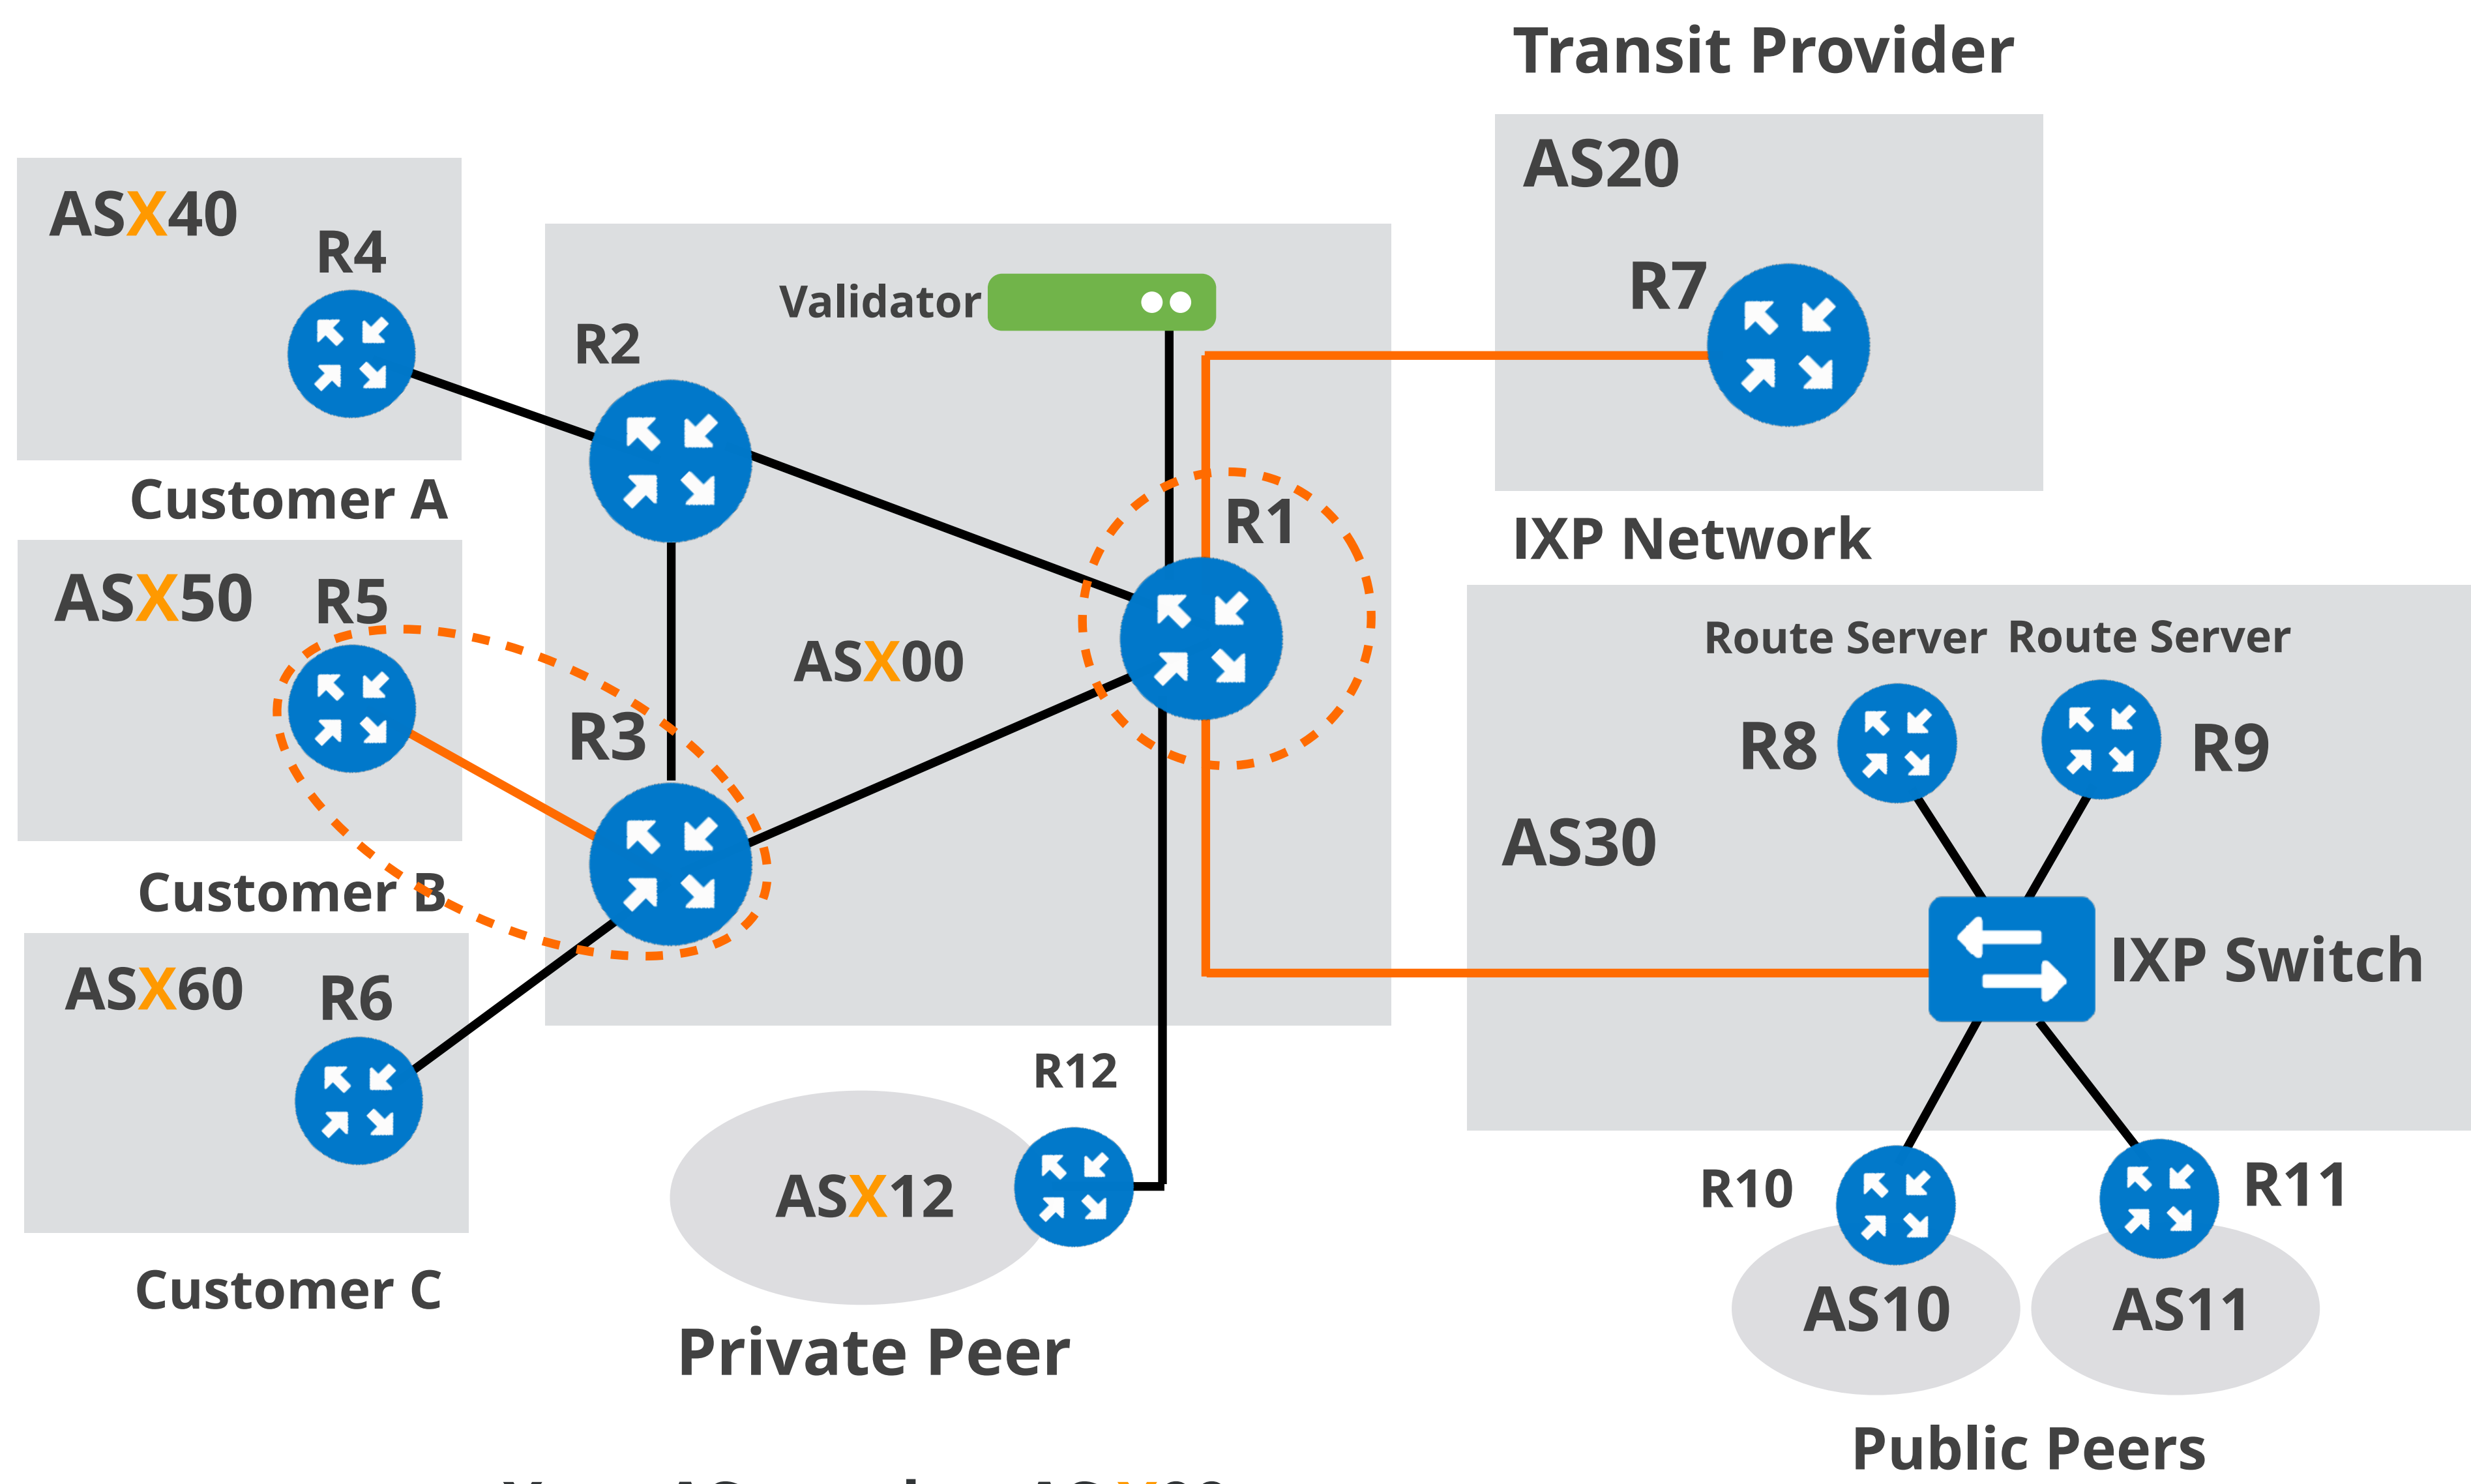 Transit Provider
AS20
R7
ASX40
R4
Customer A
Validator
R2
R1
ASX00
R3
ASX50
R5
Customer B
ASX60
R6
Customer C
IXP Network
Route Server
Route Server
R8
R9
AS30
IXP Switch
R12
ASX12
Private Peer
R10
R11
AS10
AS11
Public Peers